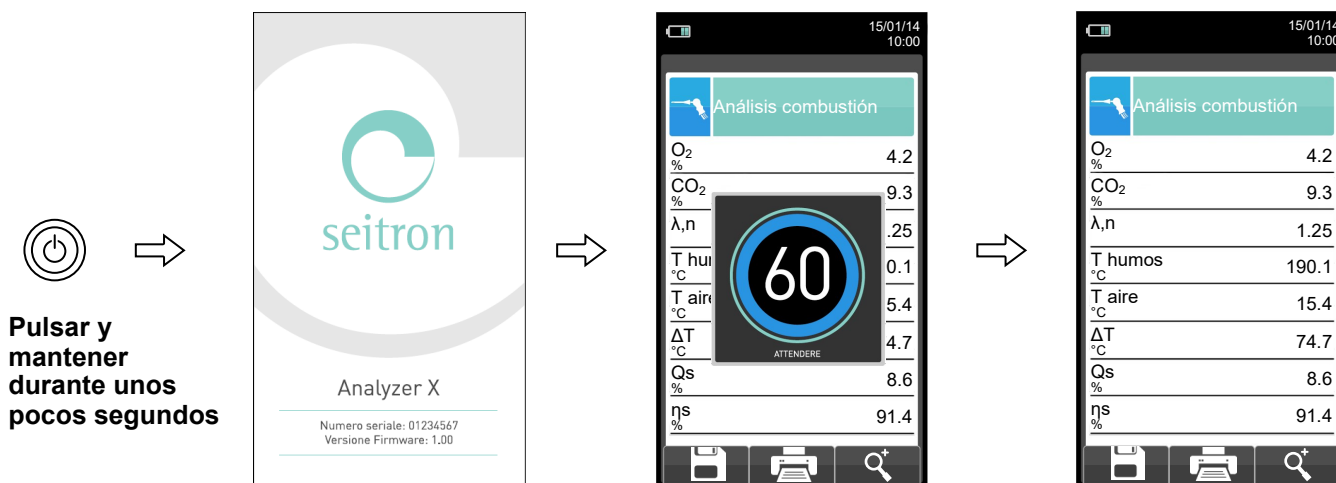 Pulsar y
mantener
durante unos
pocos segundos
seitron
Analyzer X
Numero seriale: 01234567
Versione Firmware: 1.00
15/01/14
10:00
Análisis combustión
O2
% 4.2
CO2
% 9.3
λ,n .25
T hum
°C 0.1
T aire
°C 5.4
ΔT
°C 4.7
Qs
% 8.6
ηs
% 91.4
60
ATTENDERE
15/01/14
10:00
Análisis combustión
O2
% 4.2
CO2
% 9.3
λ,n 1.25
T humos
°C 190.1
T aire
°C 15.4
ΔT
°C 74.7
Qs
% 8.6
ηs
% 91.4